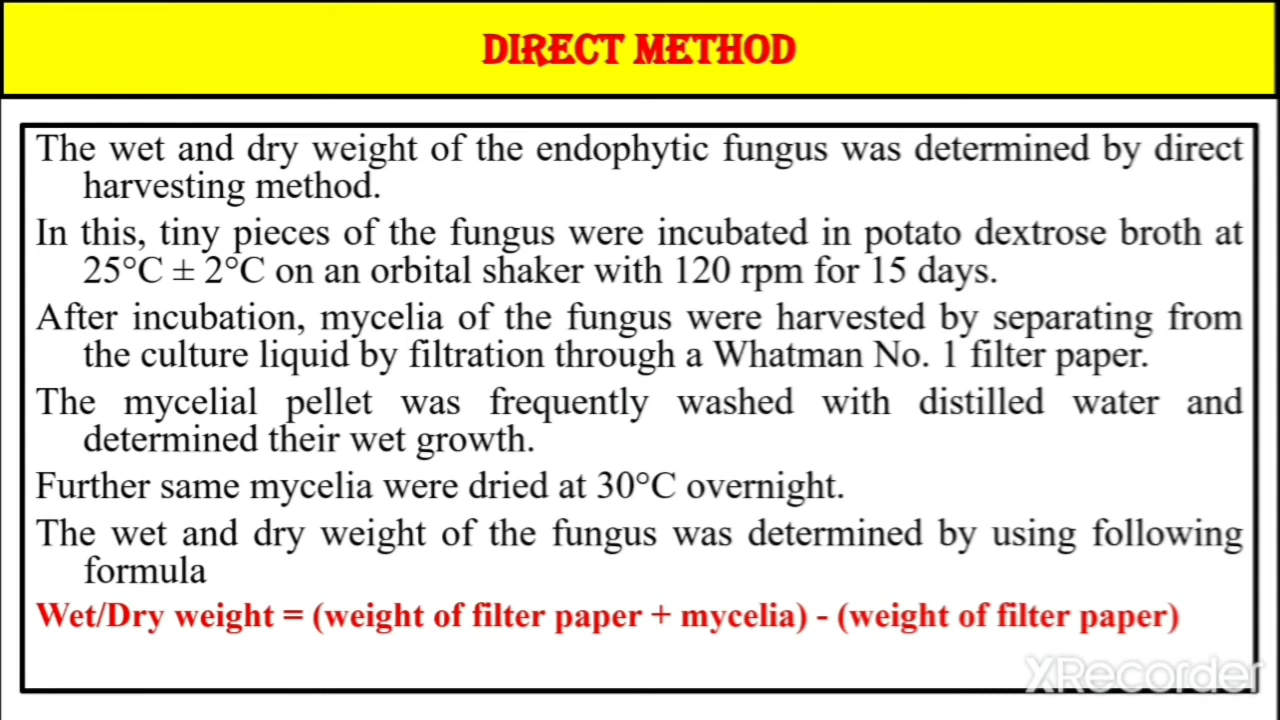 DIRECT METHOD
The wet and dry weight of the endophytic fungus was determined by direct
harvesting method.
In this, tiny pieces of the fungus were incubated in potato dextrose broth at
25°C ± 2°C on an orbital shaker with 120 rpm for 15 days.
After incubation, mycelia of the fungus were harvested by separating from
the culture liquid by filtration through a Whatman No. 1 filter paper.
The mycelial pellet was frequently washed with distilled water and
determined their wet growth.
Further same mycelia were dried at 30°C overnight.
The wet and dry weight of the fungus was determined by using following
formula
Wet/Dry weight = (weight of filter paper + mycelia) - (weight of filter paper)
XRecorder